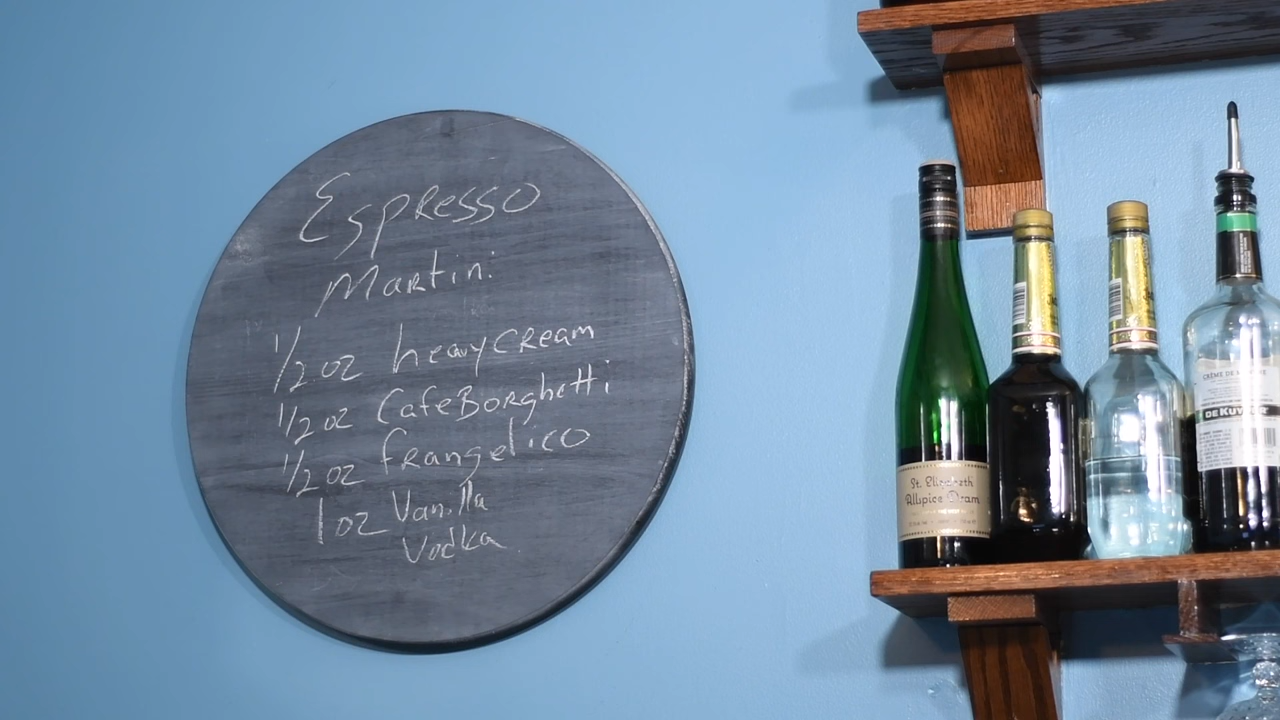 Espresso
Martini
1/2 oz heavy cream
1/2 oz Cafe Borghetti
1/2 oz frangelico
1 oz Vanilla
Vodka
St. Elizabeth
Allspice Dram
DEKUY